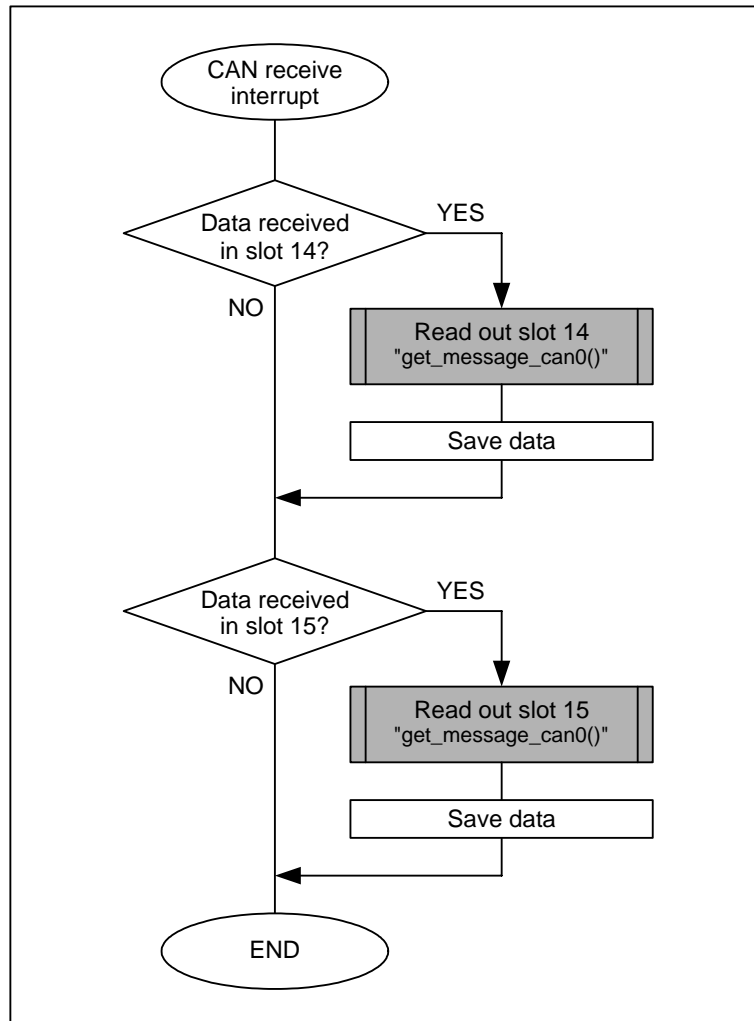 CAN receive
interrupt
Data received
in slot 14?
YES
NO
Read out slot 14
"get_message_can0()"
Save data
Data received
in slot 15?
YES
NO
Read out slot 15
"get_message_can0()"
Save data
END